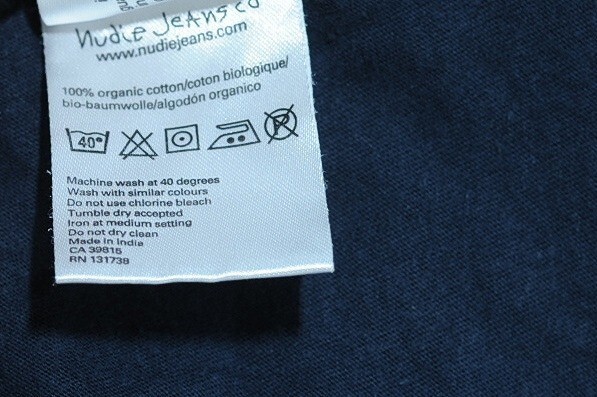 Nudie Jeans co
www.nudiejeans.com
100% organic cotton/coton biologique/
bio-baumwolle/algodón organico
40°
Machine wash at 40 degrees
Wash with similar colours
Do not use chlorine bleach
Tumble dry accepted
Iron at medium setting
Do not dry clean
Made in India
CA 39815
RN 131738